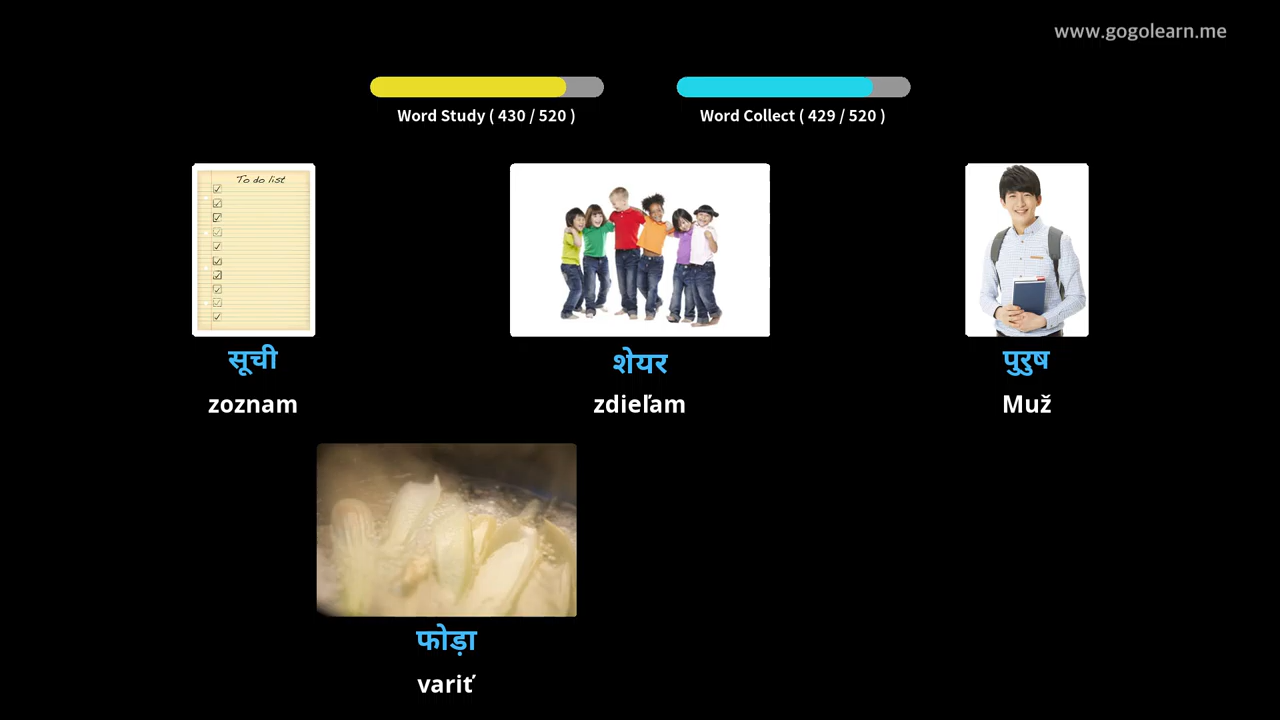 www.gogolearn.me
Word Study ( 430 / 520 )
Word Collect ( 429 / 520 )
To do list
सूची
शेयर
पुरुष
zoznam
zdieľam
Muž
फोड़ा
variť